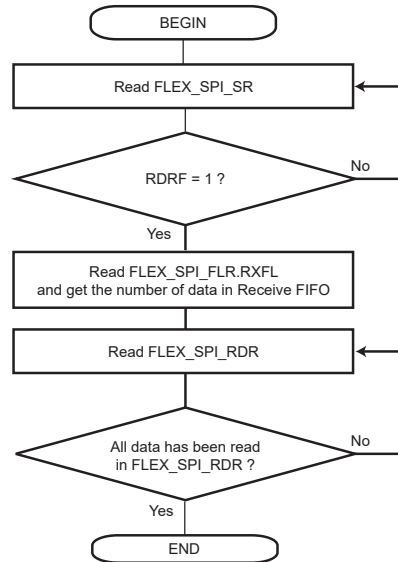 BEGIN
Read FLEX_SPI_SR
RDRF = 1 ?
No
Yes
Read FLEX_SPI_FLR.RXFL
and get the number of data in Receive FIFO
Read FLEX_SPI_RDR
All data has been read
in FLEX_SPI_RDR ?
No
Yes
END